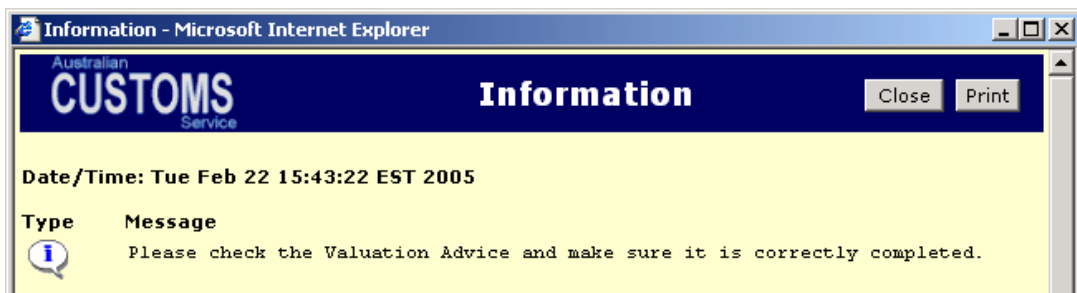 Information - Microsoft Internet Explorer
Australian
CUSTOMS
Service
Information
Close Print
Date/Time: Tue Feb 22 15:43:22 EST 2005
Type Message
Please check the Valuation Advice and make sure it is correctly completed.